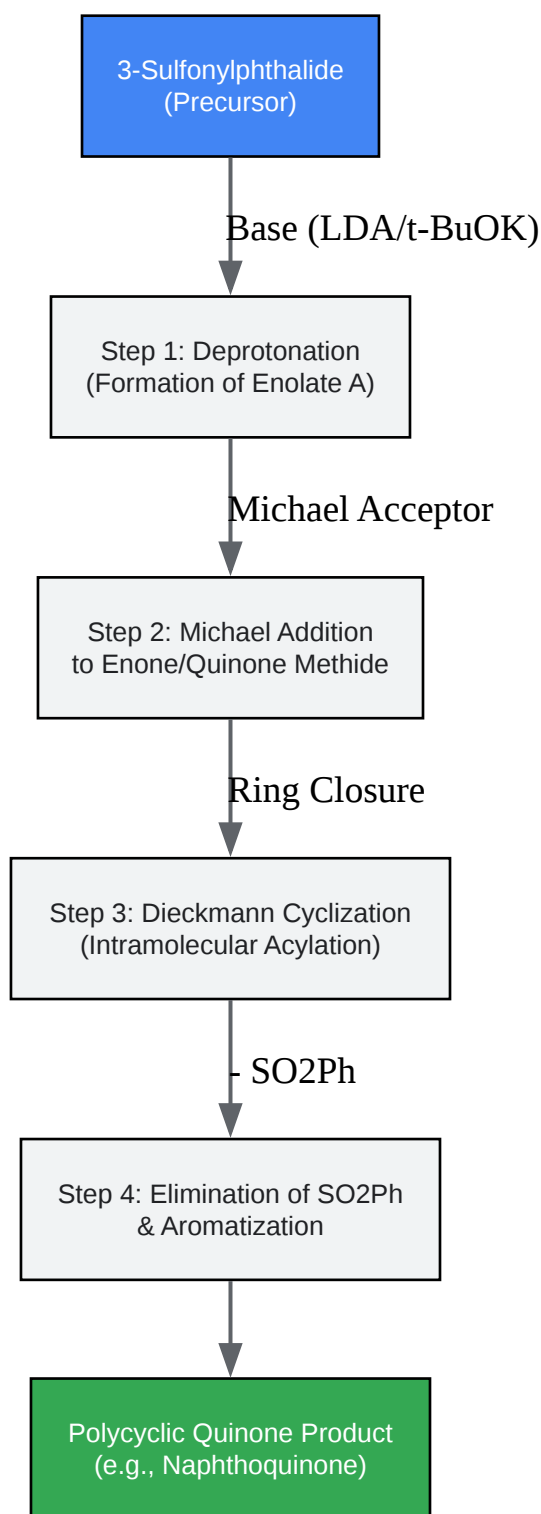 3-Sulfonylphthalide
(Precursor)
Base (LDA/t-BuOK)
Step 1: Deprotonation
(Formation of Enolate A)
Michael Acceptor
Step 2: Michael Addition
to Enone/Quinone Methide
Ring Closure
Step 3: Dieckmann Cyclization
(Intramolecular Acylation)
- SO2Ph
Step 4: Elimination of SO2Ph
& Aromatization
Polycyclic Quinone Product
(e.g., Naphthoquinone)